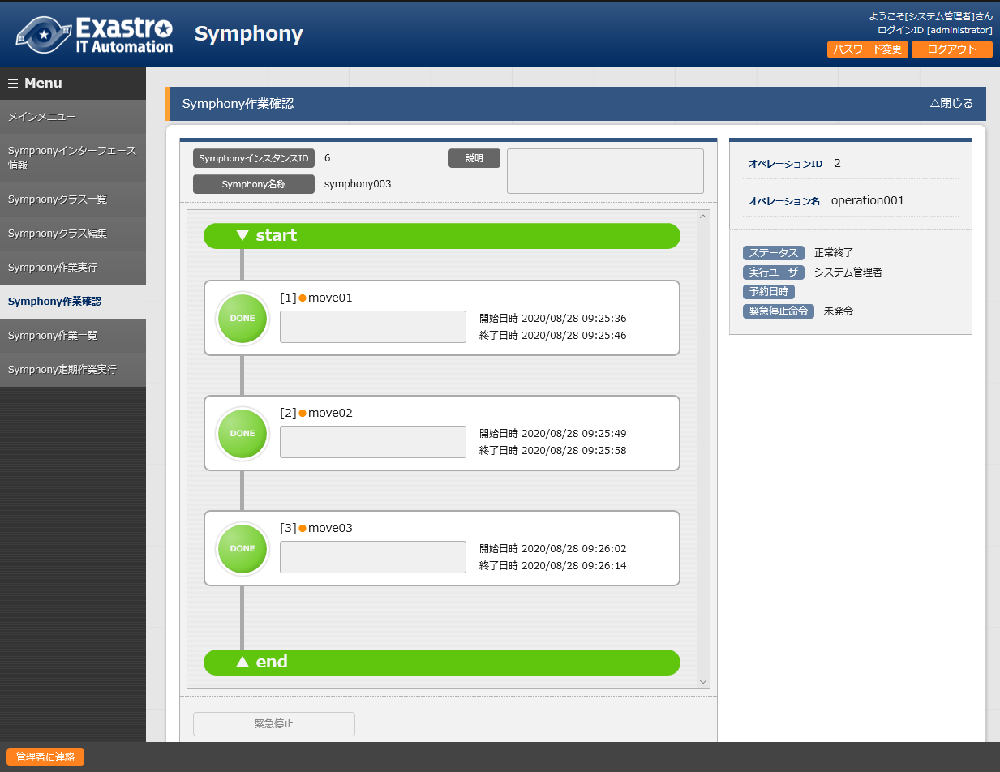 Exastro
IT Automation
Symphony
ようこそ[システム管理者]さん
ログインID [administrator]
パスワード変更
ログアウト
☰ Menu
メインメニュー
Symphonyインターフェース
情報
Symphonyクラス一覧
Symphonyクラス編集
Symphony作業実行
Symphony作業確認
Symphony作業一覧
Symphony定期作業実行
Symphony作業確認
△閉じる
SymphonyインスタンスID 6
説明
Symphony名称 symphony003
▼ start
DONE
[1]●move01
開始日時 2020/08/28 09:25:36
終了日時 2020/08/28 09:25:46
DONE
[2]●move02
開始日時 2020/08/28 09:25:49
終了日時 2020/08/28 09:25:58
DONE
[3]●move03
開始日時 2020/08/28 09:26:02
終了日時 2020/08/28 09:26:14
▲ end
緊急停止
オペレーションID 2
オペレーション名 operation001
ステータス 正常終了
実行ユーザ システム管理者
予約日時
緊急停止命令 未発令
管理者に連絡